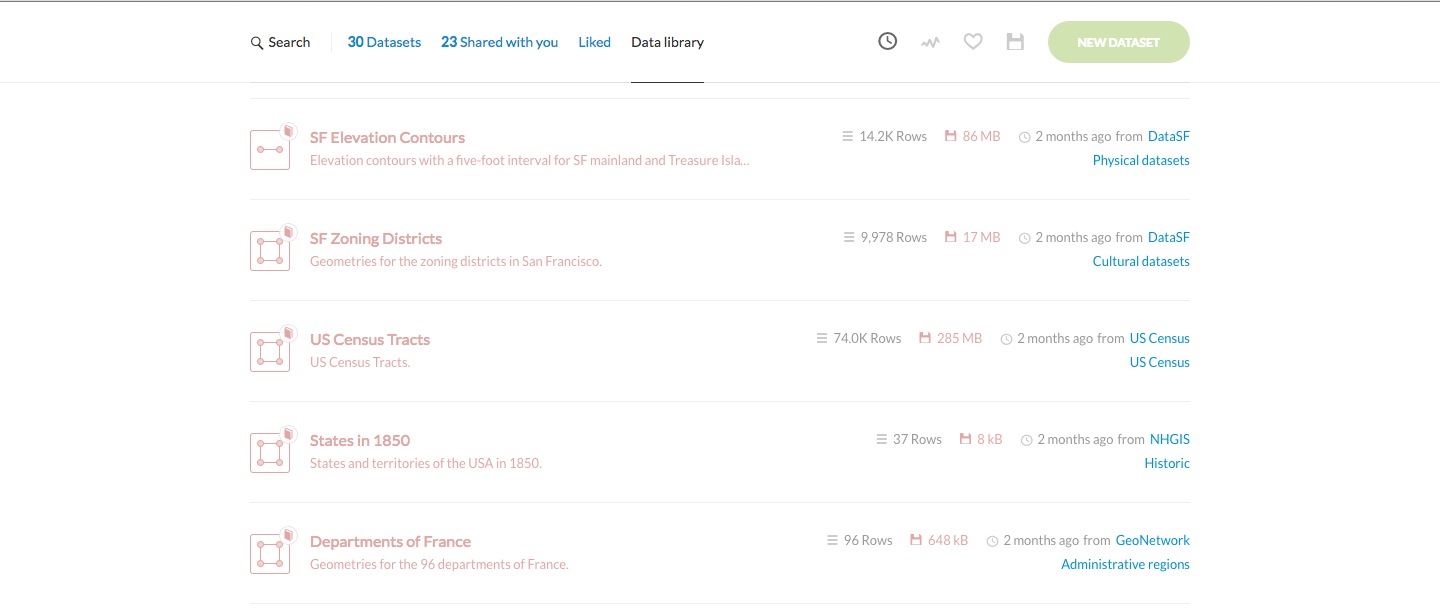 Search 30 Datasets 23 Shared with you Liked Data library NEW DATASET
SF Elevation Contours 14.2K Rows 86 MB 2 months ago from DataSF
Elevation contours with a five-foot interval for SF mainland and Treasure Isla... Physical datasets
SF Zoning Districts 9,978 Rows 17 MB 2 months ago from DataSF
Geometries for the zoning districts in San Francisco. Cultural datasets
US Census Tracts 74.0K Rows 285 MB 2 months ago from US Census
US Census Tracts. US Census
States in 1850 37 Rows 8 kB 2 months ago from NHGIS
States and territories of the USA in 1850. Historic
Departments of France 96 Rows 648 kB 2 months ago from GeoNetwork
Geometries for the 96 departments of France. Administrative regions